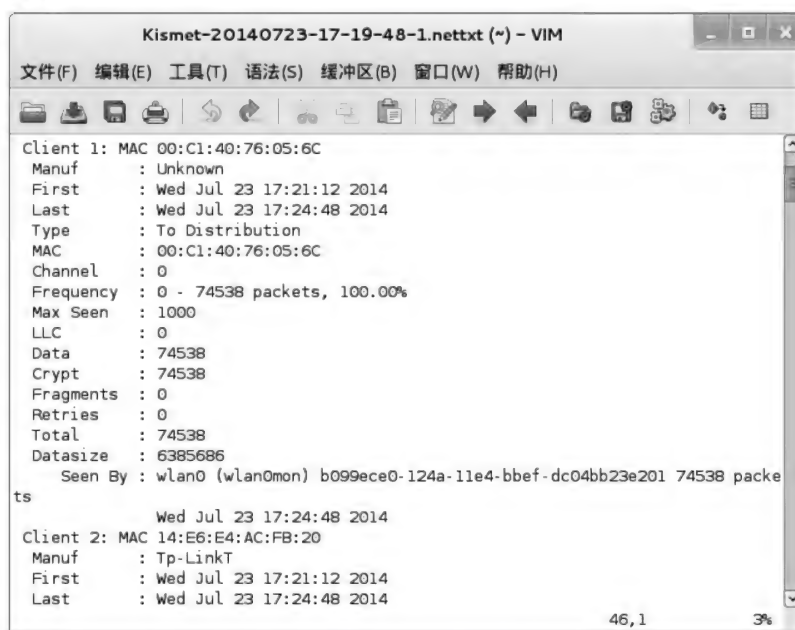 Kismet-20140723-17-19-48-1.nettxt (~) – VIM
文件(F) 编辑(E) 工具(T) 语法(S) 缓冲区(B) 窗口(W) 帮助(H)
Client 1: MAC 00:C1:40:76:05:6C
Manuf : Unknown
First : Wed Jul 23 17:21:12 2014
Last : Wed Jul 23 17:24:48 2014
Type : To Distribution
MAC : 00:C1:40:76:05:6C
Channel : 0
Frequency : 0 - 74538 packets, 100.00%
Max Seen : 1000
LLC : 0
Data : 74538
Crypt : 74538
Fragments : 0
Retries : 0
Total : 74538
Datasize : 6385686
Seen By : wlan0 (wlan0mon) b099ece0-124a-11e4-bbef-dc04bb23e201 74538 packe
ts
Wed Jul 23 17:24:48 2014
Client 2: MAC 14:E6:E4:AC:FB:20
Manuf : Tp-LinkT
First : Wed Jul 23 17:21:12 2014
Last : Wed Jul 23 17:24:48 2014
46,1 3%